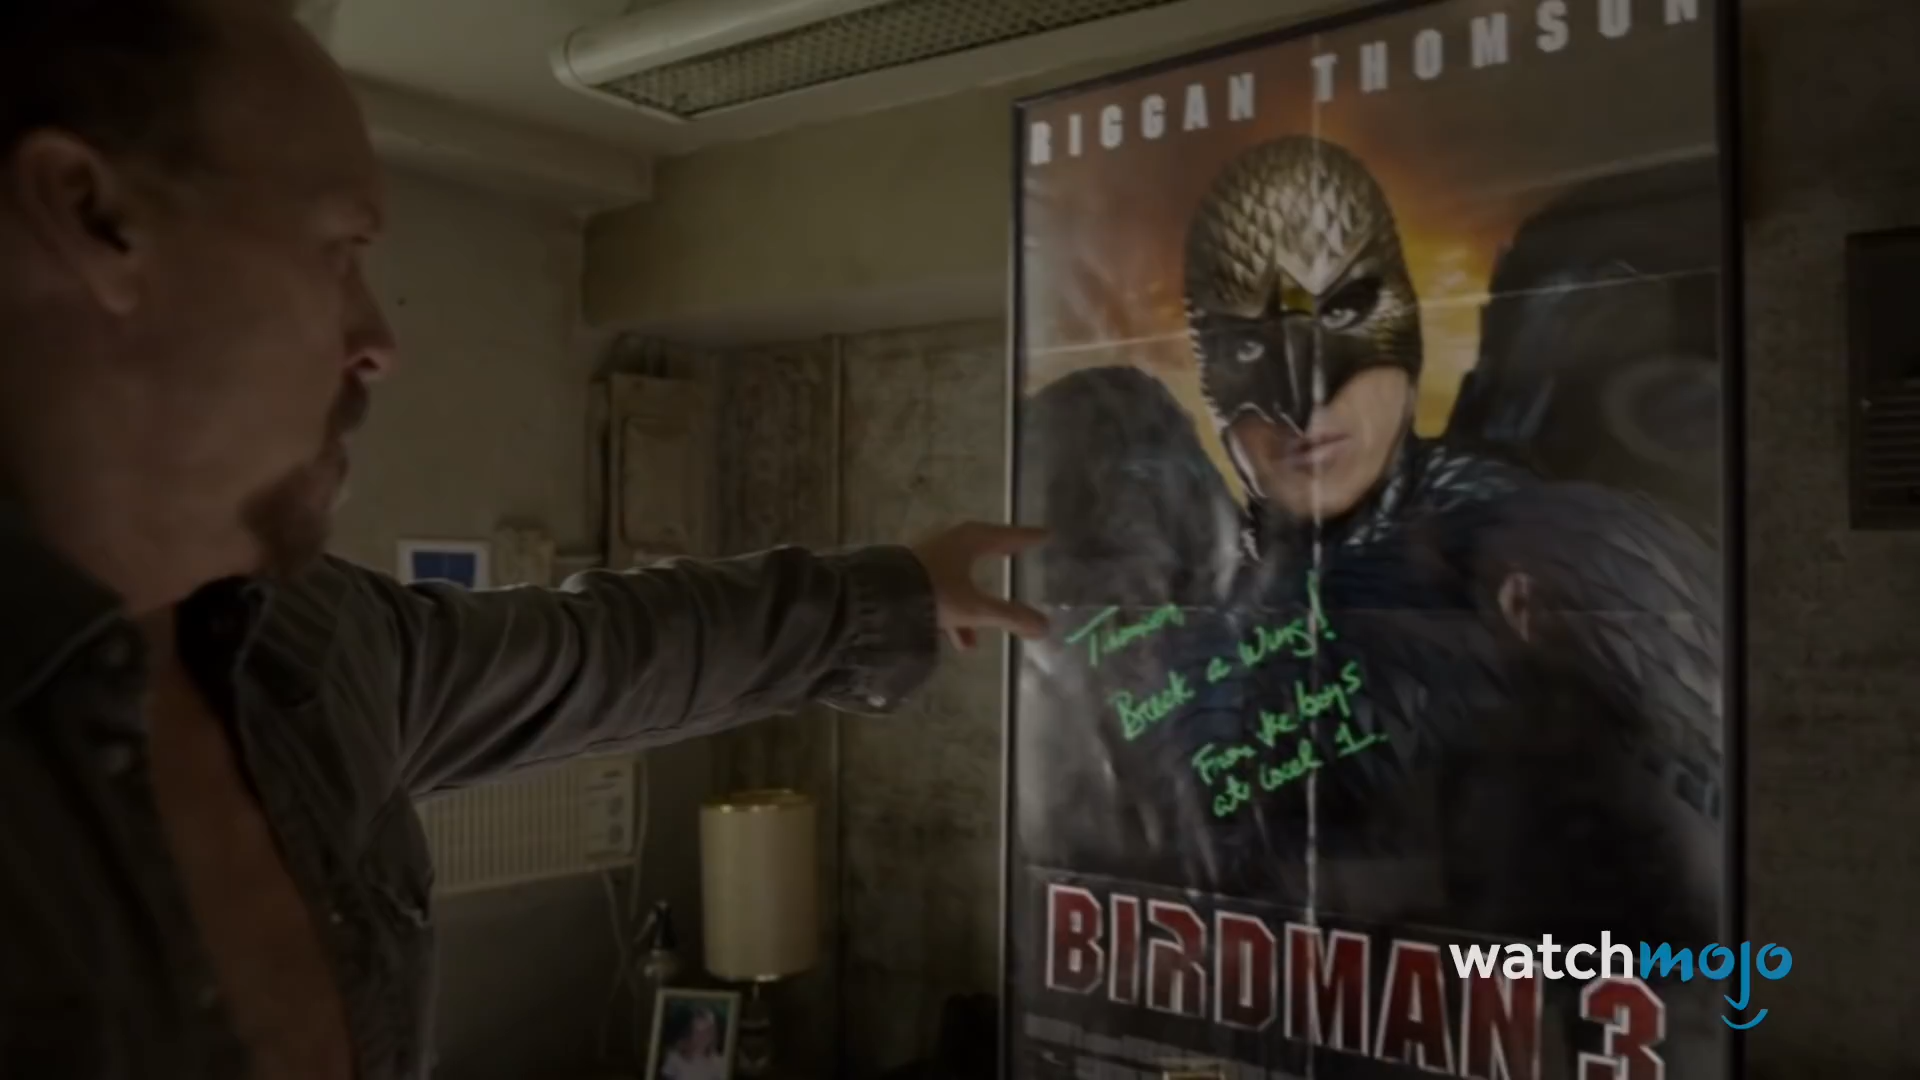 RIGGAN THOMSON
Thomson,
Break a Wing!
From the boys
at Local 1.
BIRDMAN 3
watchmojo